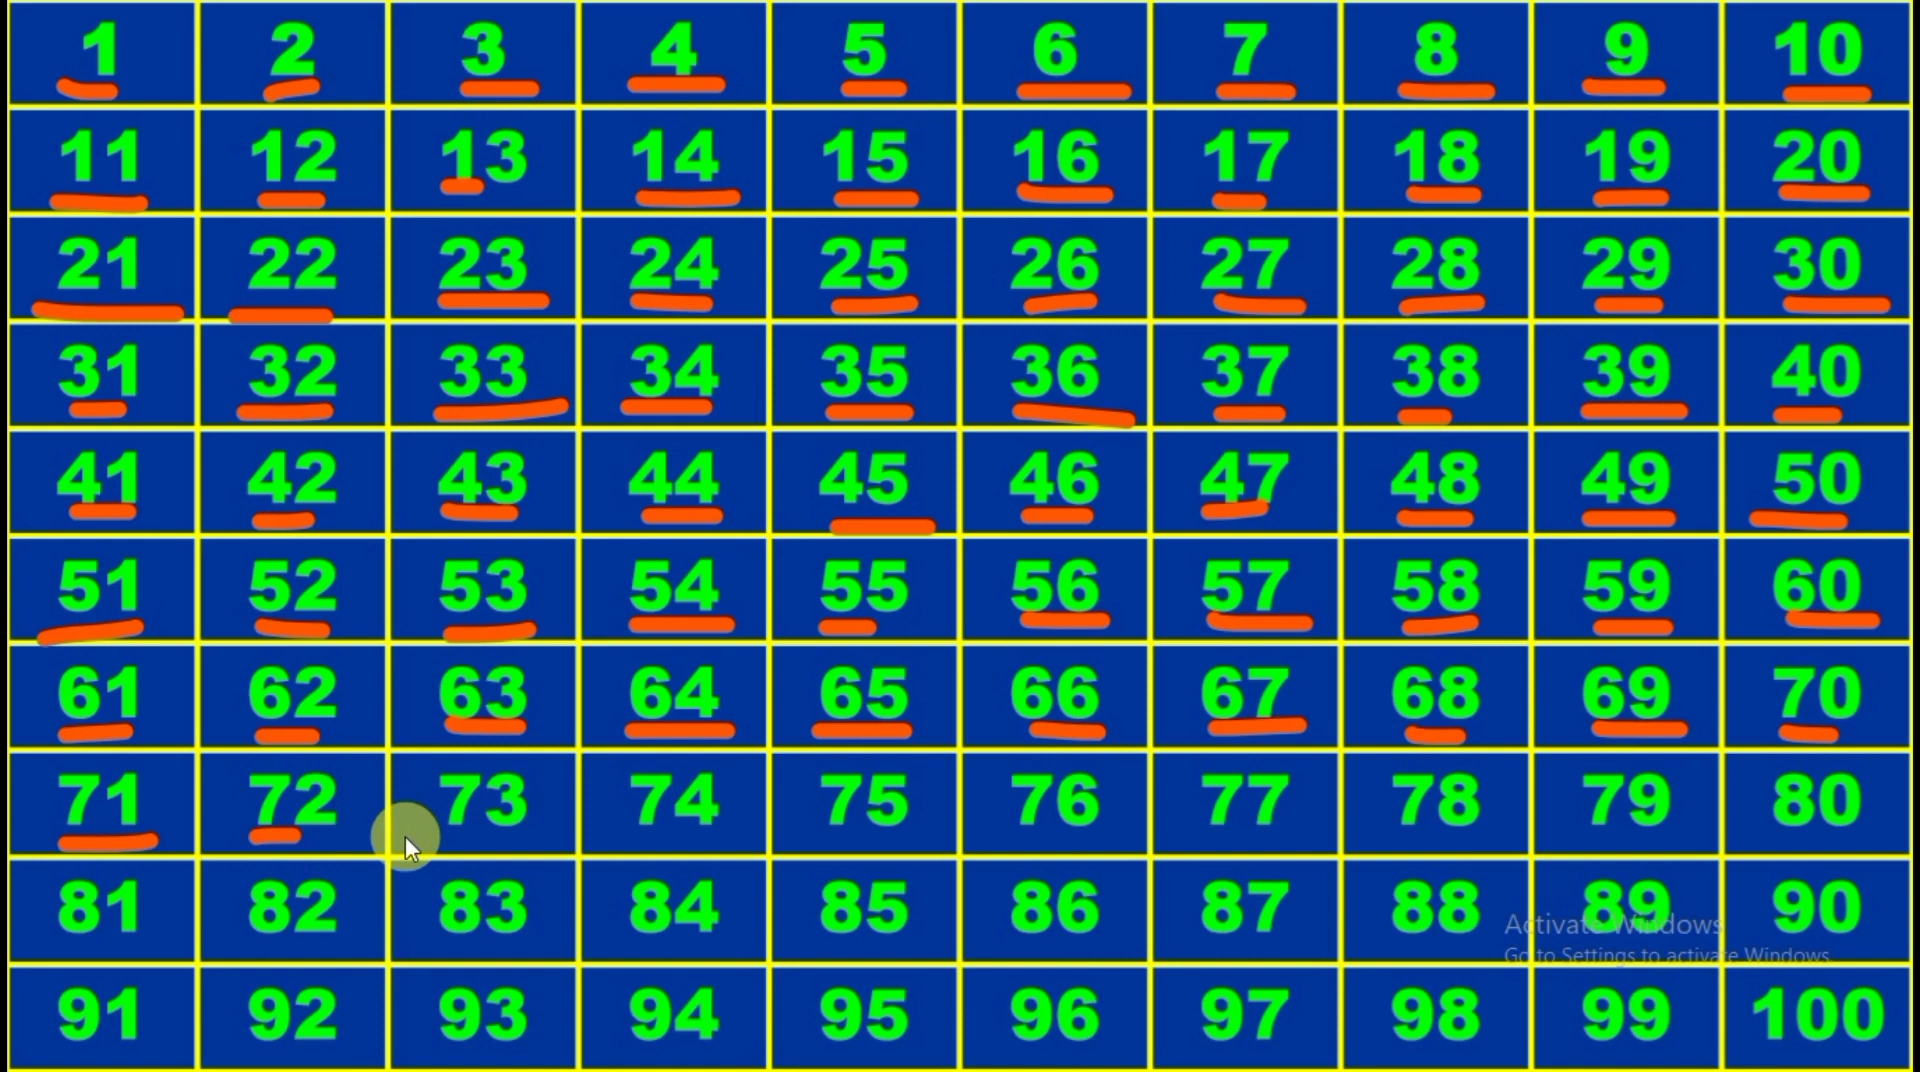 1 2 3 4 5 6 7 8 9 10
11 12 13 14 15 16 17 18 19 20
21 22 23 24 25 26 27 28 29 30
31 32 33 34 35 36 37 38 39 40
41 42 43 44 45 46 47 48 49 50
51 52 53 54 55 56 57 58 59 60
61 62 63 64 65 66 67 68 69 70
71 72 73 74 75 76 77 78 79 80
81 82 83 84 85 86 87 88 89 90
Activate Windows
Go to Settings to activate Windows.
91 92 93 94 95 96 97 98 99 100